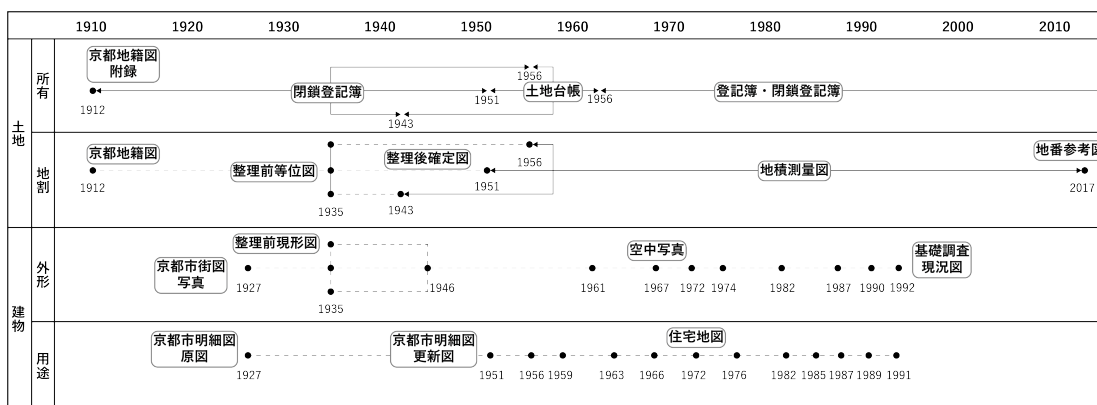 1910 1920 1930 1940 1950 1960 1970 1980 1990 2000 2010
土地
所有
京都地籍図
附録
1912
閉鎖登記簿
1943
1951
1956
土地台帳
1956
登記簿・閉鎖登記簿
地割
京都地籍図
1912
整理前等位図
1935
整理後確定図
1943
1951
1956
地積測量図
地番参考図
2017
建物
外形
京都市街図
写真
1927
整理前現形図
1935
1946
1961
空中写真
1967
1972
1974
1982
1987
1990
1992
基礎調査
現況図
用途
京都市明細図
原図
1927
京都市明細図
更新図
1951
1956
1959
1963
1966
住宅地図
1972
1976
1982
1985
1987
1989
1991